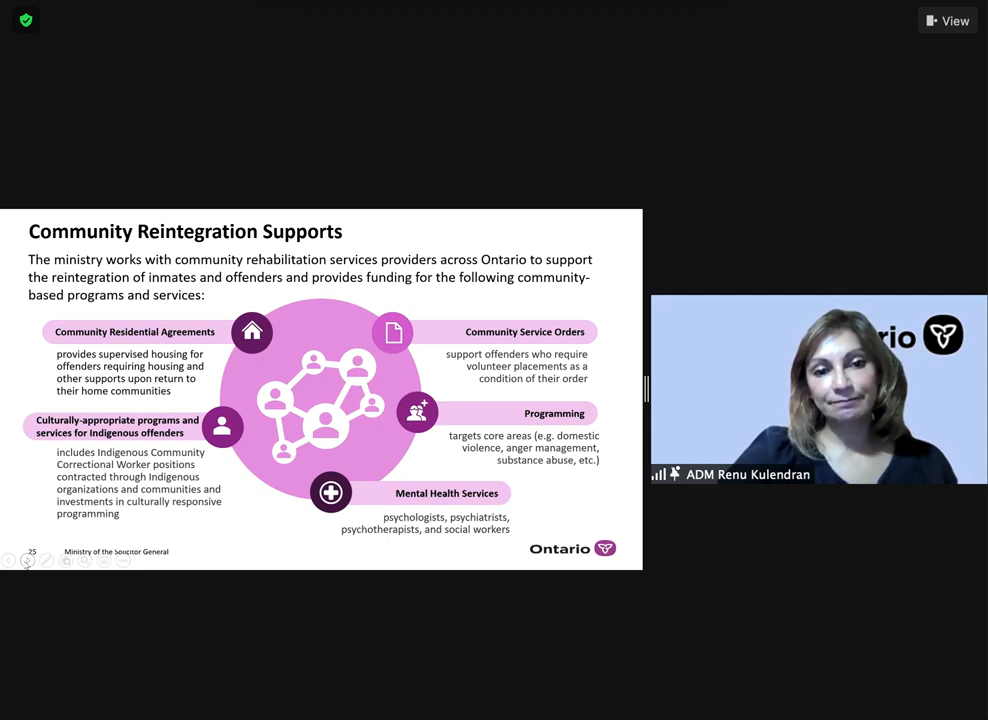 View
Community Reintegration Supports
The ministry works with community rehabilitation services providers across Ontario to support
the reintegration of inmates and offenders and provides funding for the following community-
based programs and services:
Community Residential Agreements
provides supervised housing for
offenders requiring housing and
other supports upon return to
their home communities
Culturally-appropriate programs and
services for Indigenous offenders
includes Indigenous Community
Correctional Worker positions
contracted through Indigenous
organizations and communities and
investments in culturally responsive
programming
Community Service Orders
support offenders who require
volunteer placements as a
condition of their order
Programming
targets core areas (e.g. domestic
violence, anger management,
substance abuse, etc.)
Mental Health Services
psychologists, psychiatrists,
psychotherapists, and social workers
25 Ministry of the Solicitor General
Ontario
rio
ADM Renu Kulendran